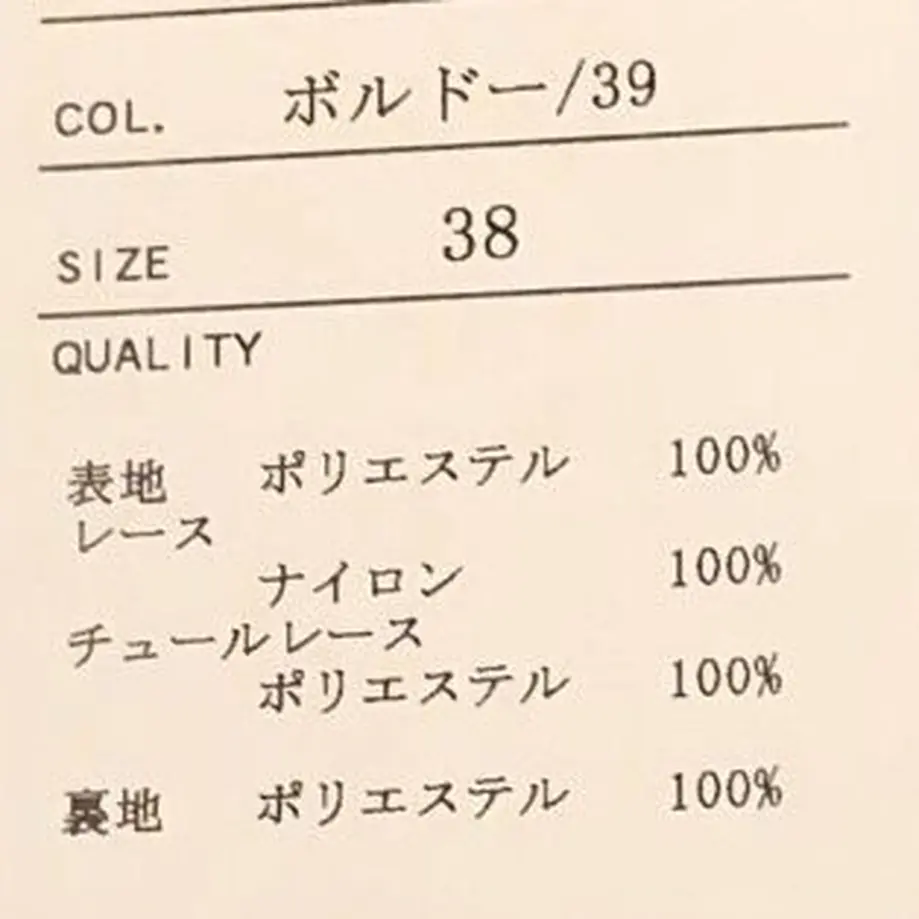 COL. ボルドー/39
SIZE 38
QUALITY
表地 ポリエステル 100%
レース
ナイロン 100%
チュールレース
ポリエステル 100%
裏地 ポリエステル 100%